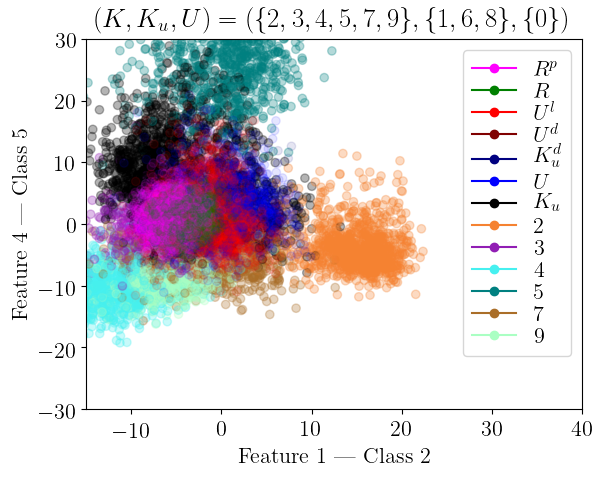 (K, K_u, U) = ({2, 3, 4, 5, 7, 9}, {1, 6, 8}, {0})
Feature 4 — Class 5
30
20
10
0
−10
−20
−30
−10
0
10
20
30
40
Feature 1 — Class 2
R^p
R
U^l
U^d
K_u^d
U
K_u
2
3
4
5
7
9